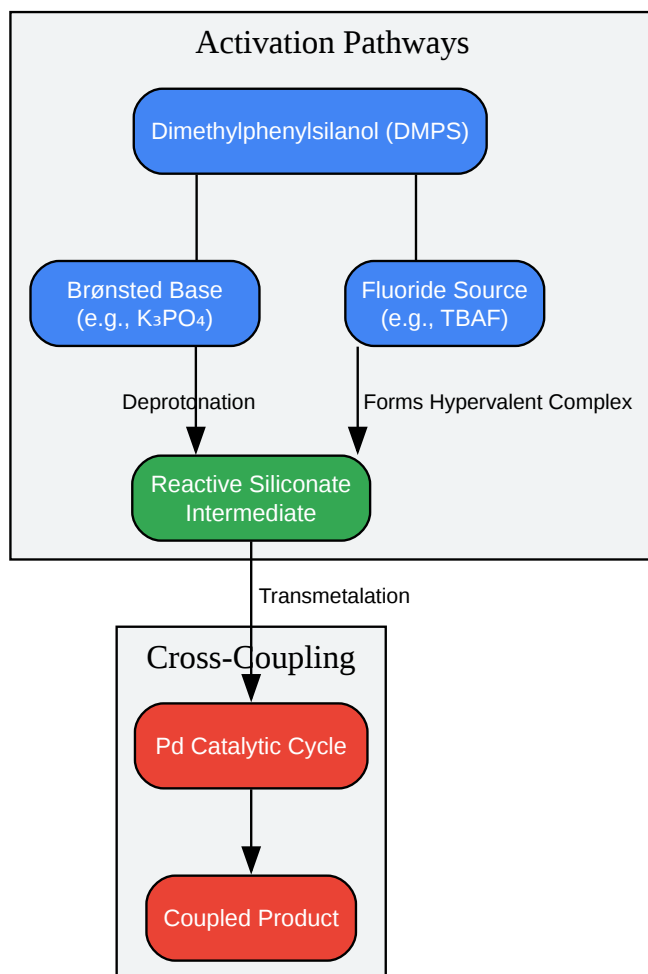 Activation Pathways
Dimethylphenylsilanol (DMPS)
Brønsted Base
(e.g., K₃PO₄)
Fluoride Source
(e.g., TBAF)
Deprotonation
Forms Hypervalent Complex
Reactive Siliconate
Intermediate
Transmetalation
Cross-Coupling
Pd Catalytic Cycle
Coupled Product